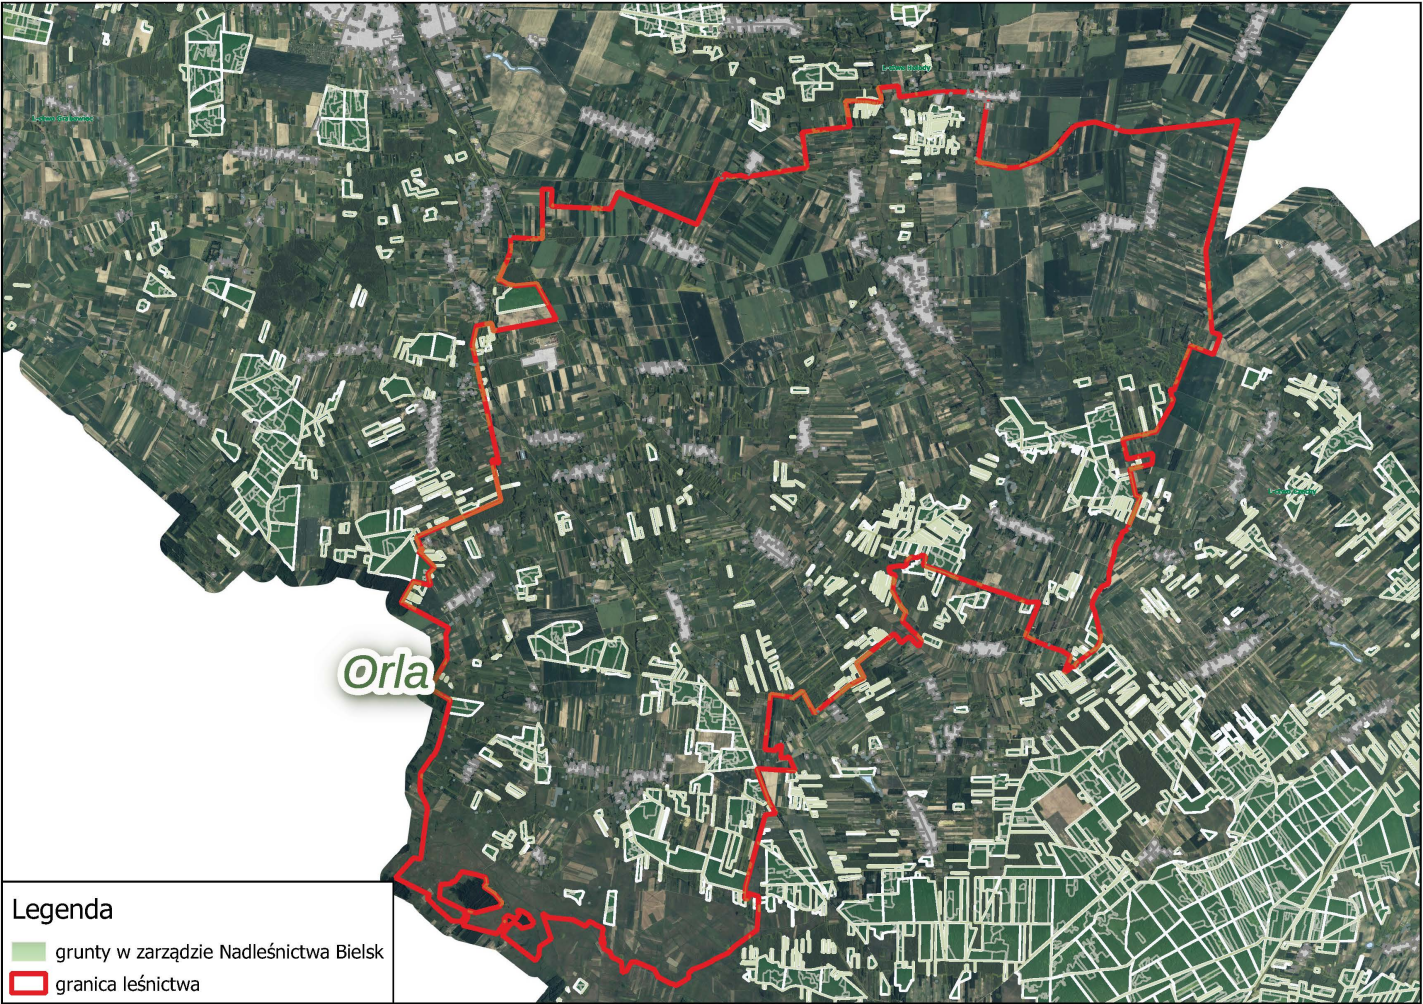 Orla
Legenda
grunty w zarządzie Nadleśnictwa Bielsk
granica leśnictwa